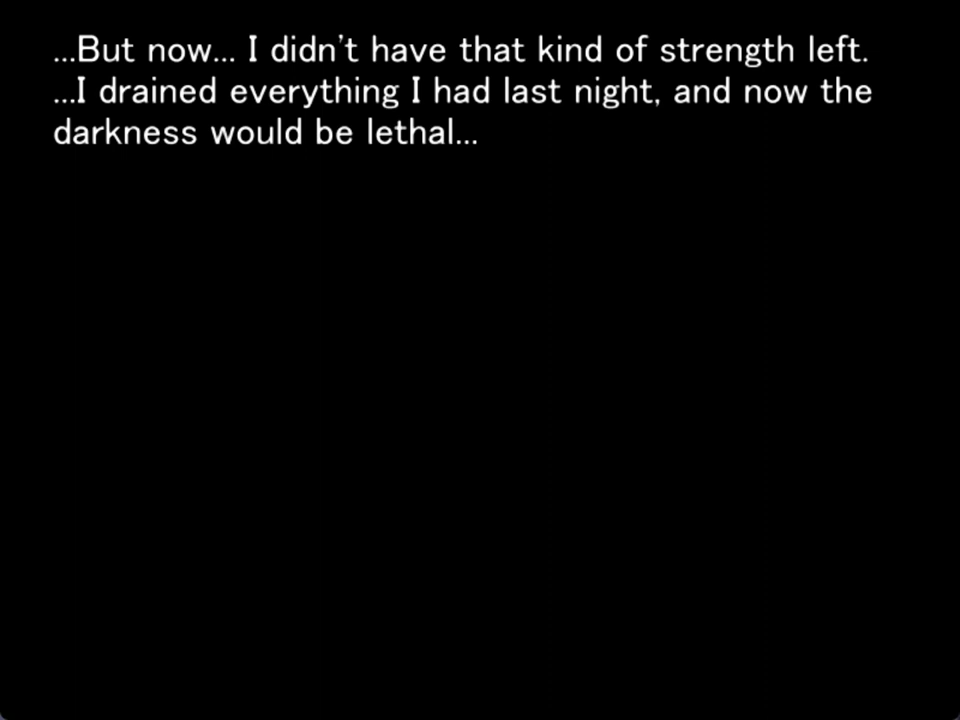 ...But now... I didn't have that kind of strength left.
...I drained everything I had last night, and now the
darkness would be lethal...